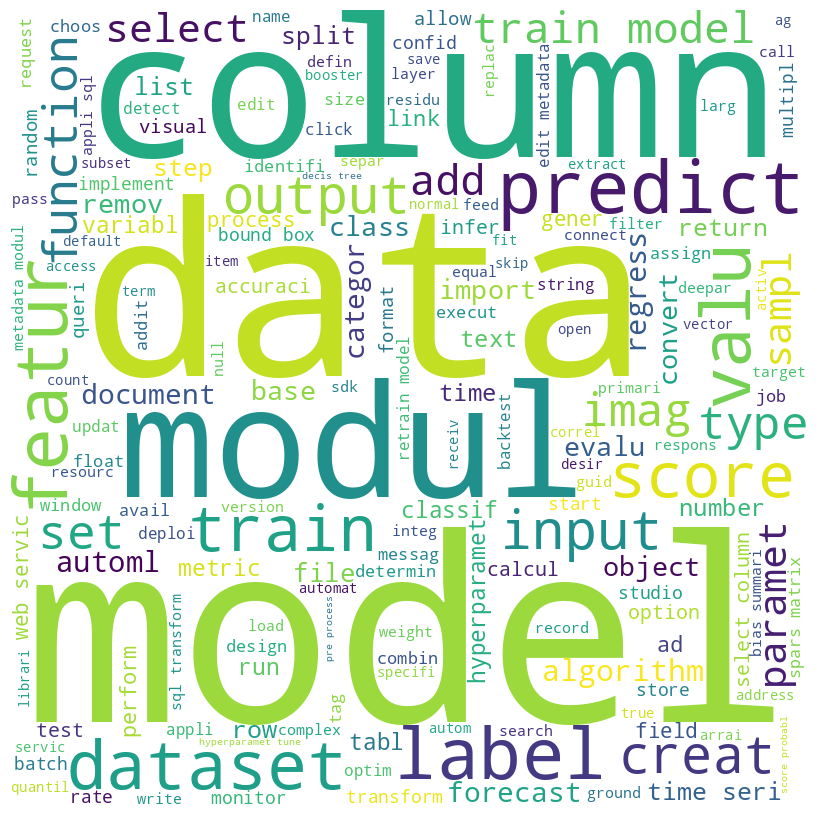 request
choos
select
name
split
allow
confid
train model
ag
call
defin
save
booster
layer
replac
edit metadata
multipl
column
list
detect
edit
size
residu
link
larg
random
function
appli sql
visual
click
subset
step
identifi
separ
extract
pass
implement
decis tree
add
predict
remov
output
normal
feed
variabl
process
class
infer
gener
filter
return
default
bound box
fit
connect
metadata modul
access
queri
item
data
equal
skip
regress
assign
valu
sampl
activ
term
accuraci
categor
format
import
string
convert
deepar
vector
addit
execut
text
open
featur
null
count
document
base
sdk
retrain model
time
primari
target
job
imag
type
updat
modul
receiv
backtest
correl
evalu
respons
float
resourc
desir
score
window
avail
version
classif
guid
start
number
set
train
deploi
integ
input
web servic
automl
metric
messag
file
determin
hyperparamet
calcul
object
paramet
select column
bias summari
spars matrix
studio
automat
option
model
load
pre process
librari
perform
sql transform
design
weight
record
run
combin
ad
algorithm
specifi
store
address
tag
test
appli
row
complex
autom
search
true
field
arrai
servic
hyperparamet tune
tabl
label
creat
score probabl
batch
dataset
optim
quantil
rate
write
monitor
transform
forecast
ground
time seri